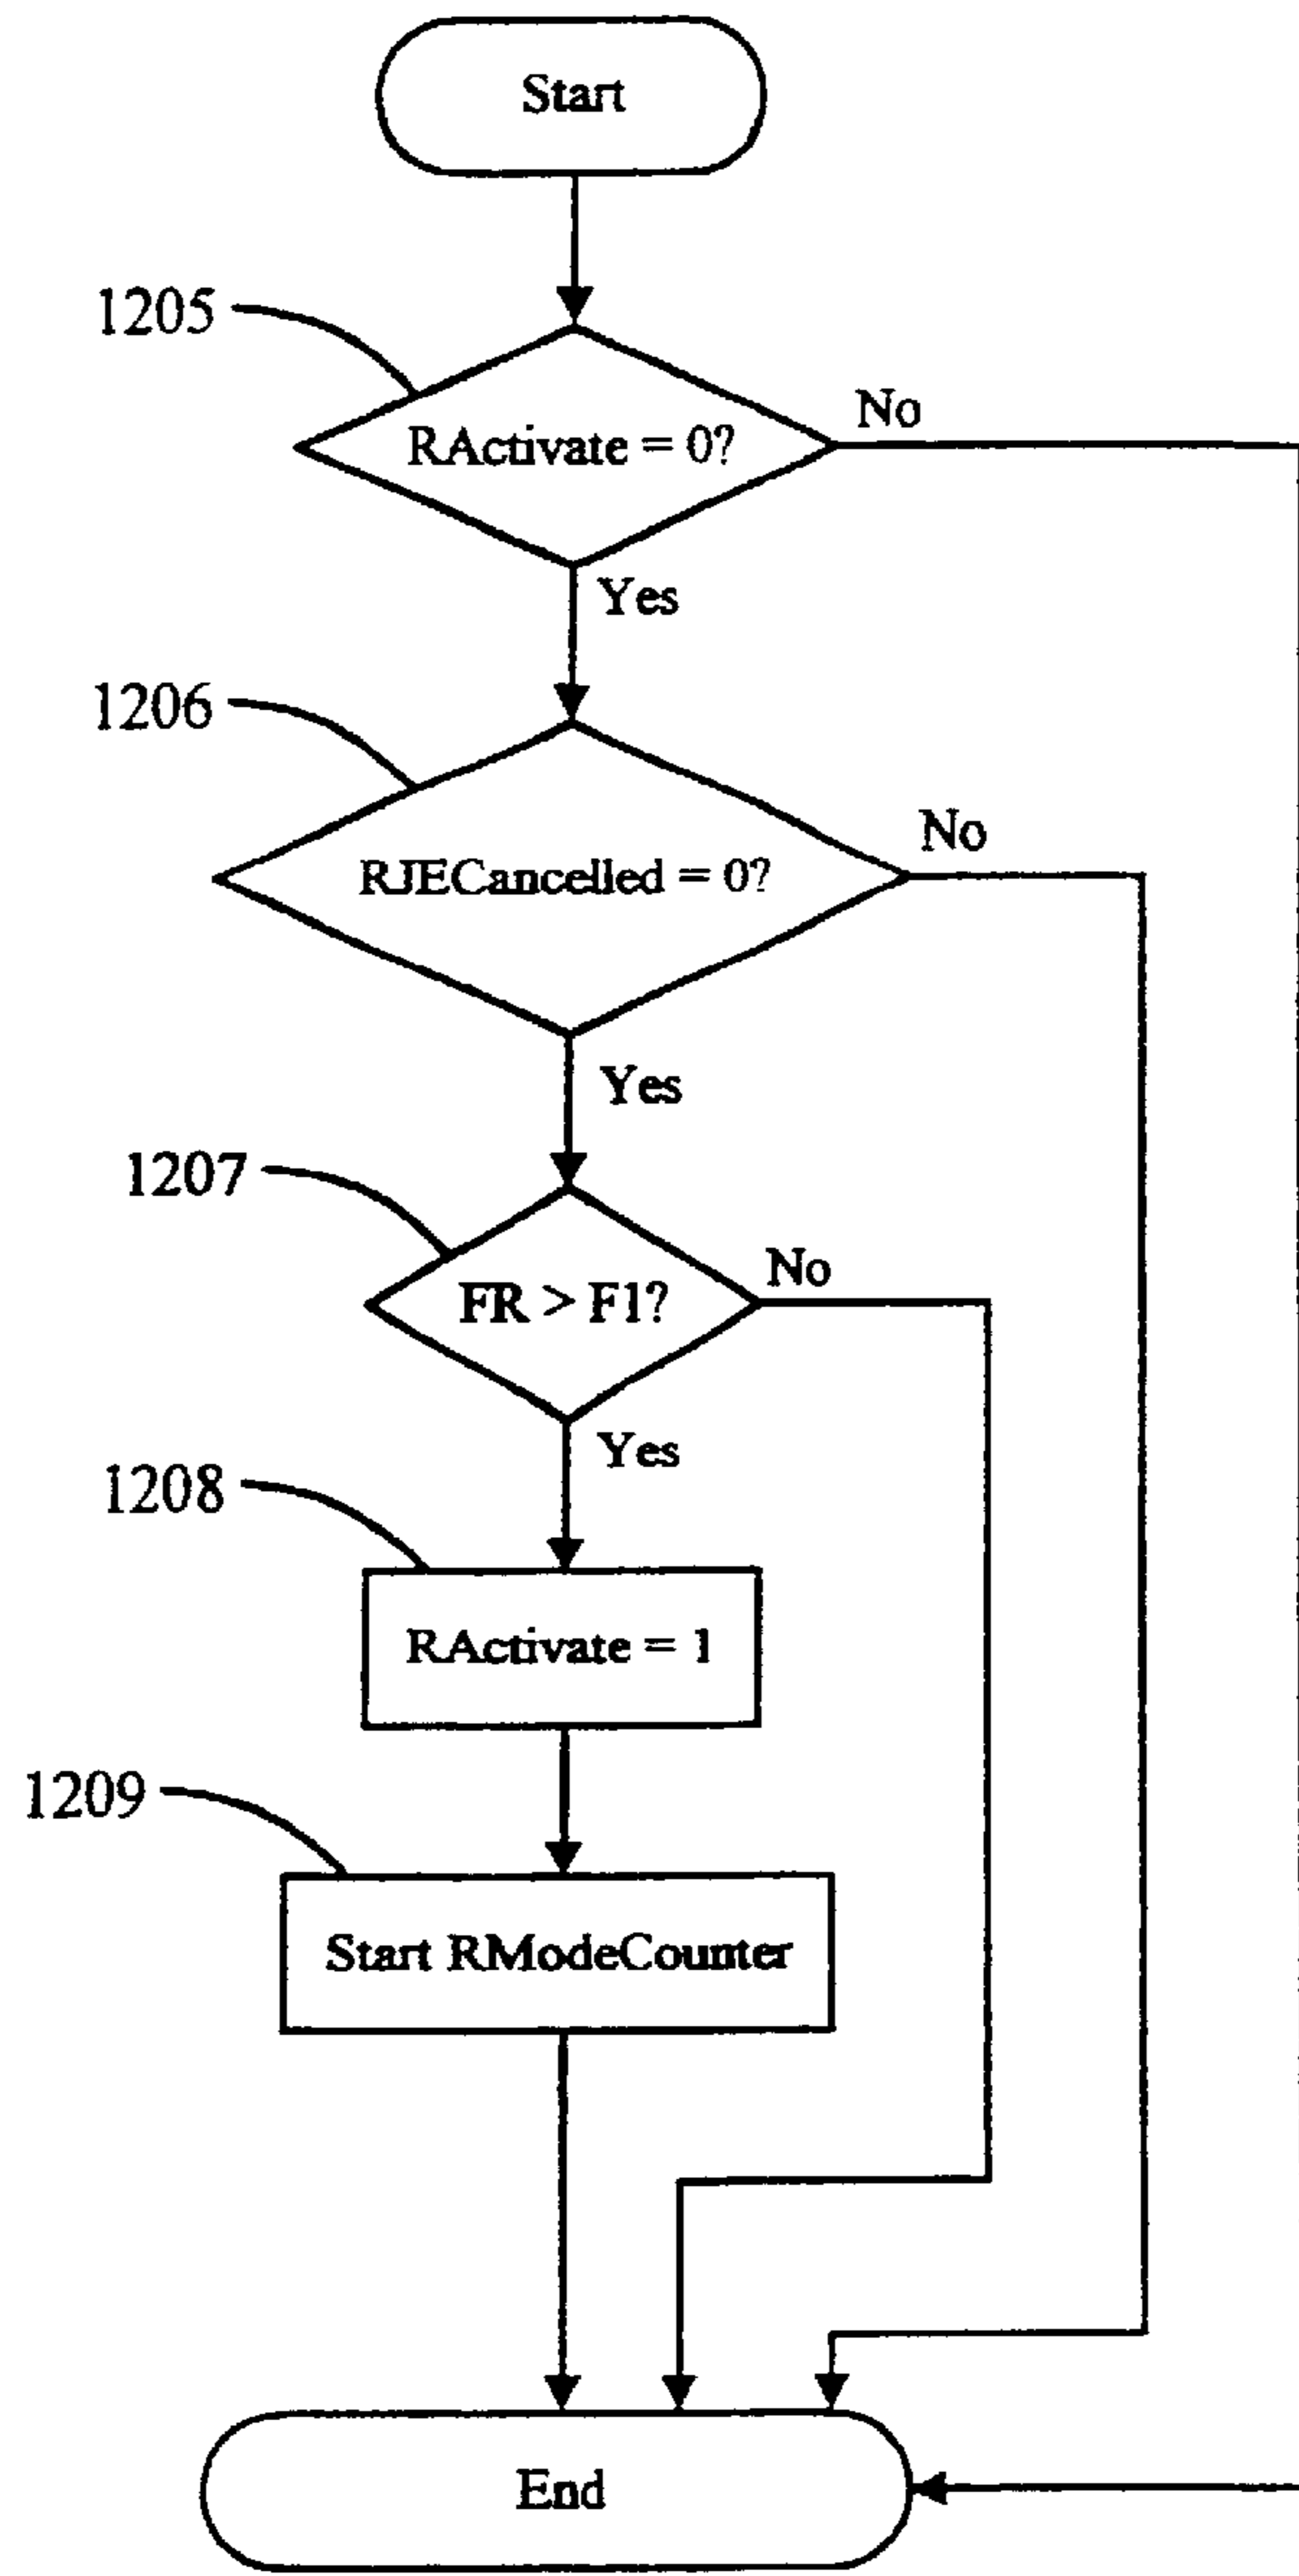 Start
1205
RActivate = 0?
No
Yes
1206
RJECancelled = 0?
No
Yes
1207
FR > F1?
No
Yes
1208
RActivate = 1
1209
Start RModeCounter
End